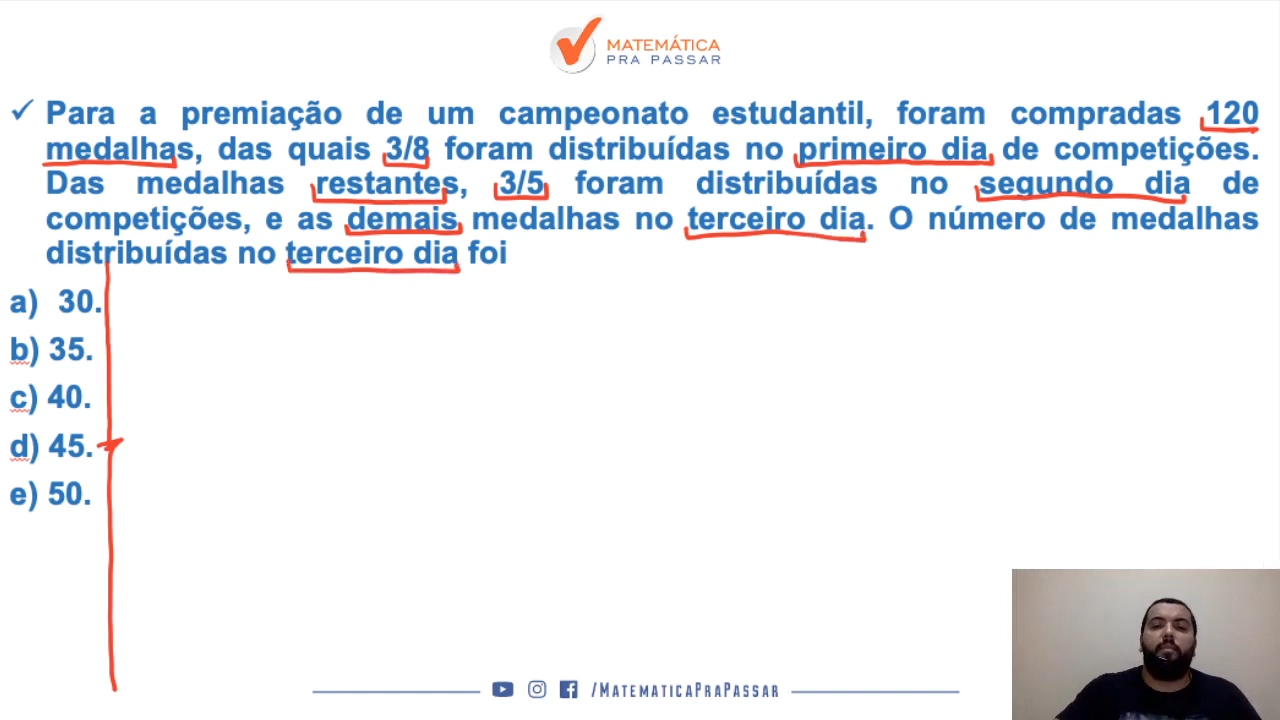 MATEMÁTICA
PRA PASSAR
✓ Para a premiação de um campeonato estudantil, foram compradas 120
medalhas, das quais 3/8 foram distribuídas no primeiro dia de competições.
Das medalhas restantes, 3/5 foram distribuídas no segundo dia de
competições, e as demais medalhas no terceiro dia. O número de medalhas
distribuídas no terceiro dia foi
a) 30.
b) 35.
c) 40.
d) 45.
e) 50.
/MATEMATICAPRAPASSAR